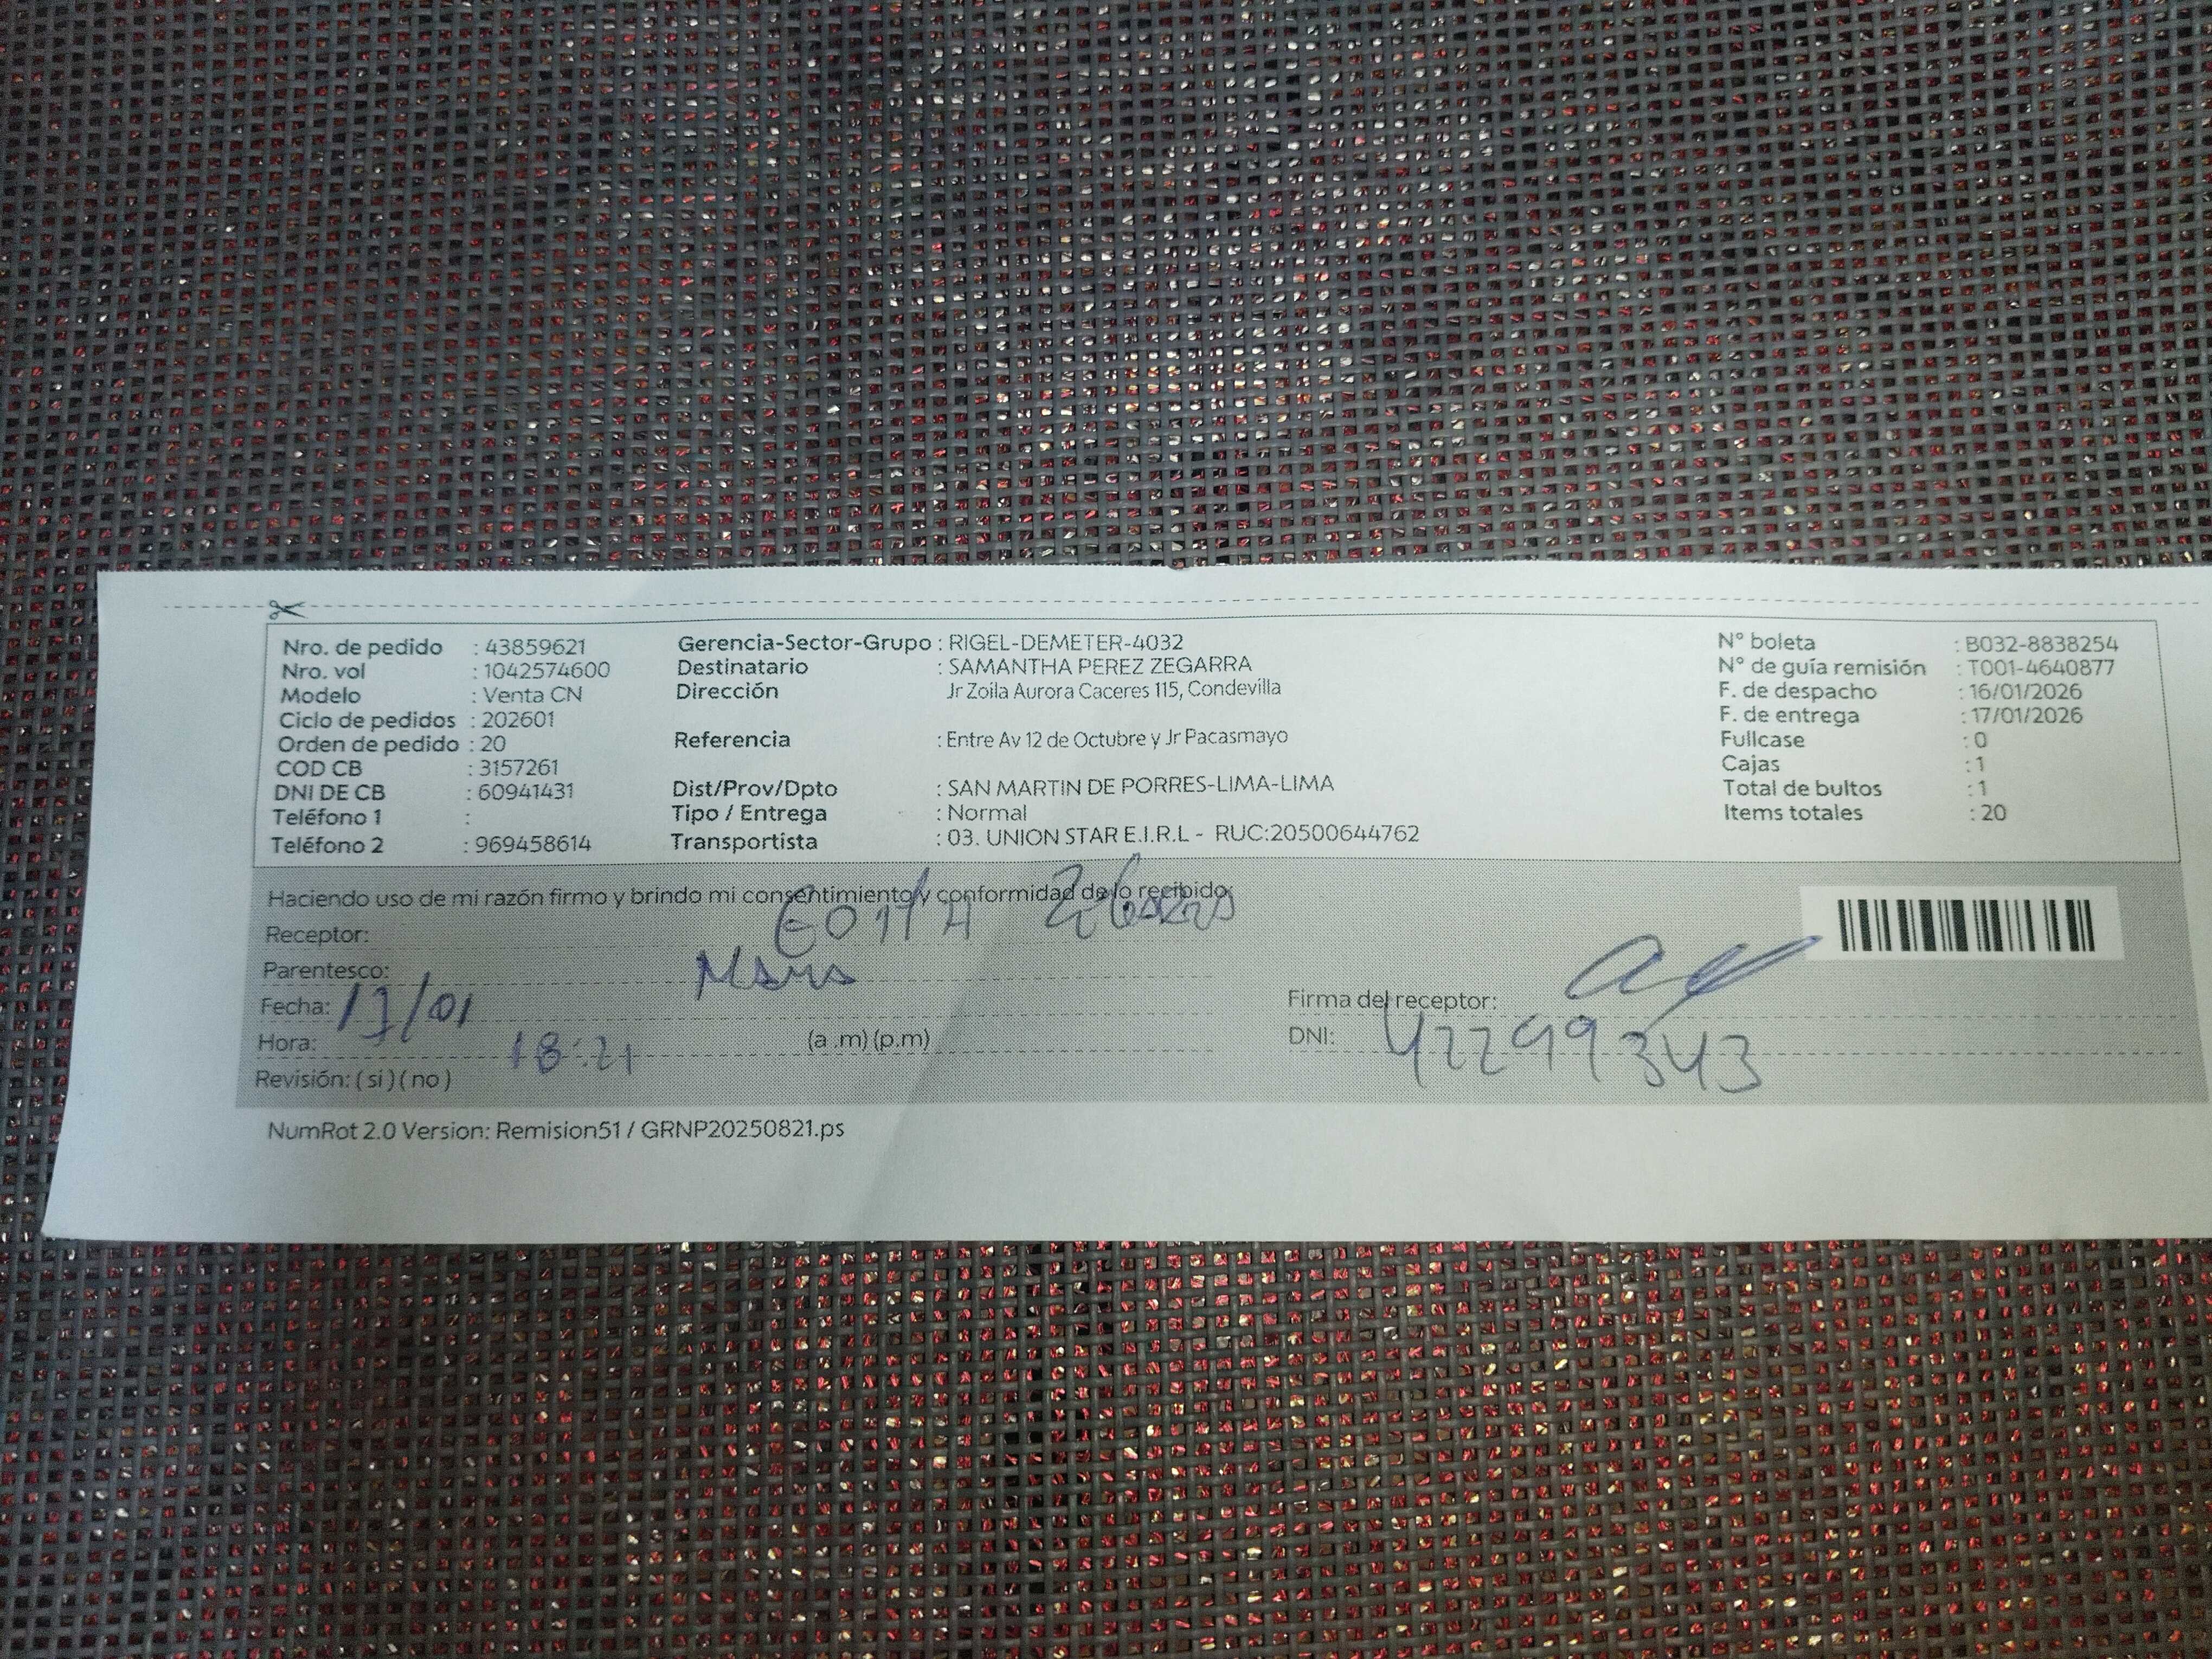 Nro. de pedido : 43859621 Gerencia-Sector-Grupo : RIGEL-DEMETER-4032 N° boleta : B032-8838254
Nro. vol : 1042574600 Destinatario : SAMANTHA PEREZ ZEGARRA N° de guía remisión : T001-4640877
Modelo : Venta CN Dirección Jr Zoila Aurora Caceres 115, Condevilla F. de despacho : 16/01/2026
Ciclo de pedidos : 202601 F. de entrega : 17/01/2026
Orden de pedido : 20 Referencia : Entre Av 12 de Octubre y Jr Pacasmayo Fullcase : 0
COD CB : 3157261 Cajas : 1
DNI DE CB : 60941431 Dist/Prov/Dpto : SAN MARTIN DE PORRES-LIMA-LIMA Total de bultos : 1
Teléfono 1 : Tipo / Entrega : Normal Items totales : 20
Teléfono 2 : 969458614 Transportista : 03. UNION STAR E.I.R.L - RUC:20500644762
Haciendo uso de mi razón firmo y brindo mi consentimiento y conformidad de lo recibido:
Receptor:
Parentesco: Mama
Fecha: 17/01 Firma del receptor:
Hora: 18:21 (a .m) (p.m) DNI: 42299343
Revisión: ( si ) ( no )
NumRot 2.0 Version: Remision51 / GRNP20250821.ps